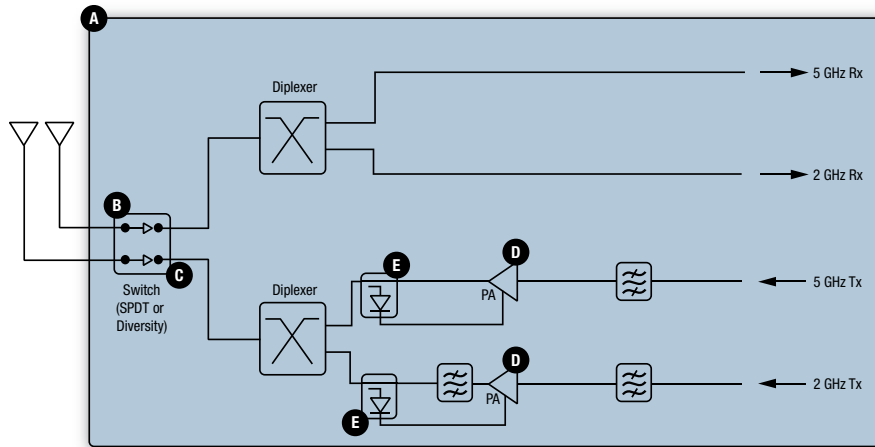 A
Diplexer
5 GHz Rx
2 GHz Rx
B
C
Switch
(SPDT or
Diversity)
Diplexer
E
D
PA
5 GHz Tx
E
D
PA
2 GHz Tx